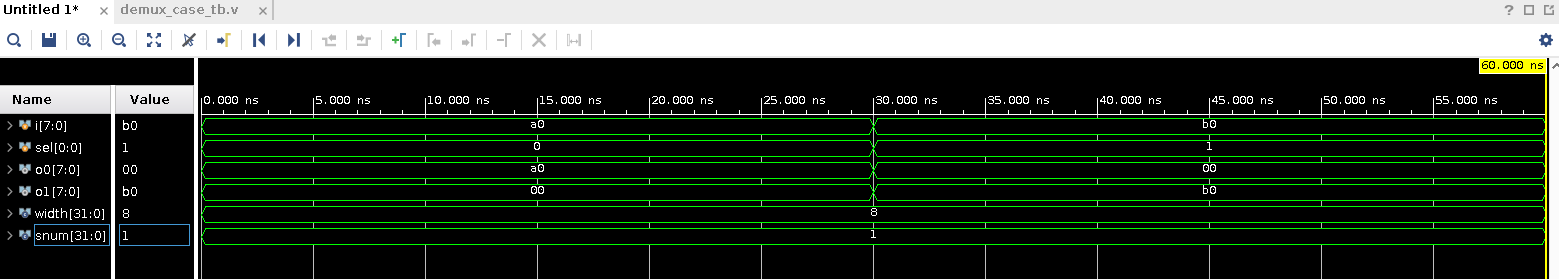 Untitled 1* × demux_case_tb.v ×
?
60.000 ns
Name Value 0.000 ns 5.000 ns 10.000 ns 15.000 ns 20.000 ns 25.000 ns 30.000 ns 35.000 ns 40.000 ns 45.000 ns 50.000 ns 55.000 ns
i[7:0] b0 a0 b0
sel[0:0] 1 0 1
o0[7:0] 00 a0 00
o1[7:0] b0 00 b0
width[31:0] 8 8
snum[31:0] 1 1